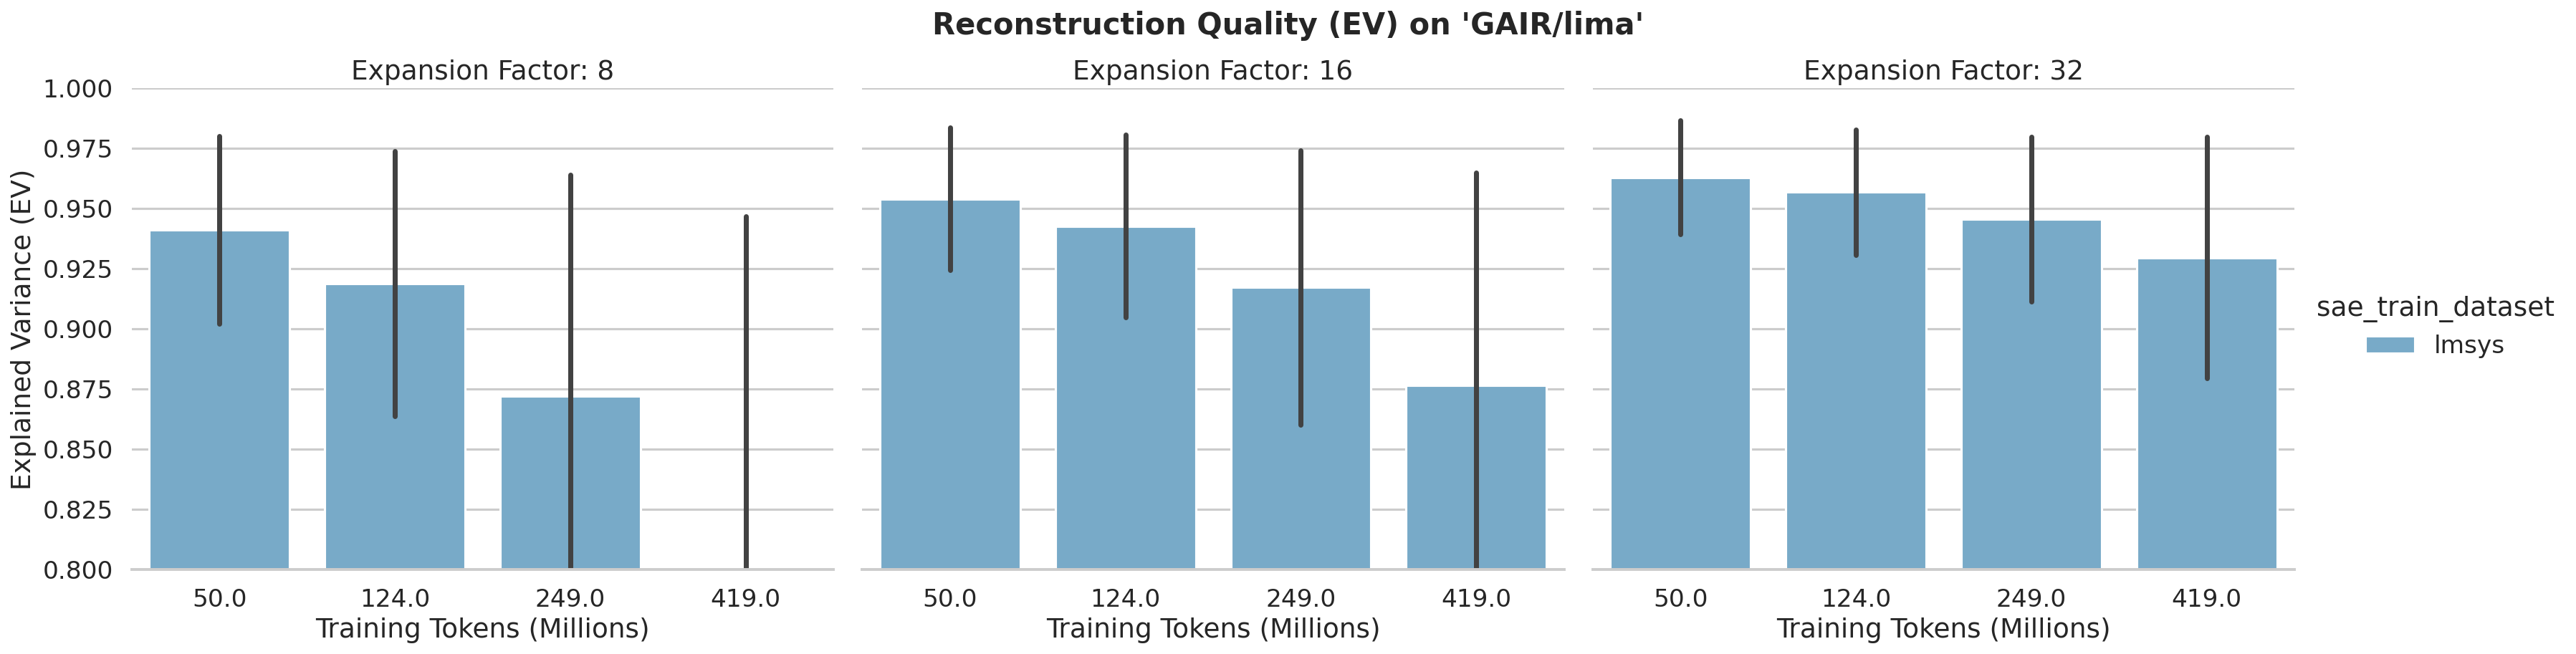 Reconstruction Quality (EV) on 'GAIR/lima'
Expansion Factor: 8
Expansion Factor: 16
Expansion Factor: 32
Explained Variance (EV)
1.000
0.975
0.950
0.925
0.900
0.875
0.850
0.825
0.800
50.0 124.0 249.0 419.0
Training Tokens (Millions)
50.0 124.0 249.0 419.0
Training Tokens (Millions)
50.0 124.0 249.0 419.0
Training Tokens (Millions)
sae_train_dataset
lmsys